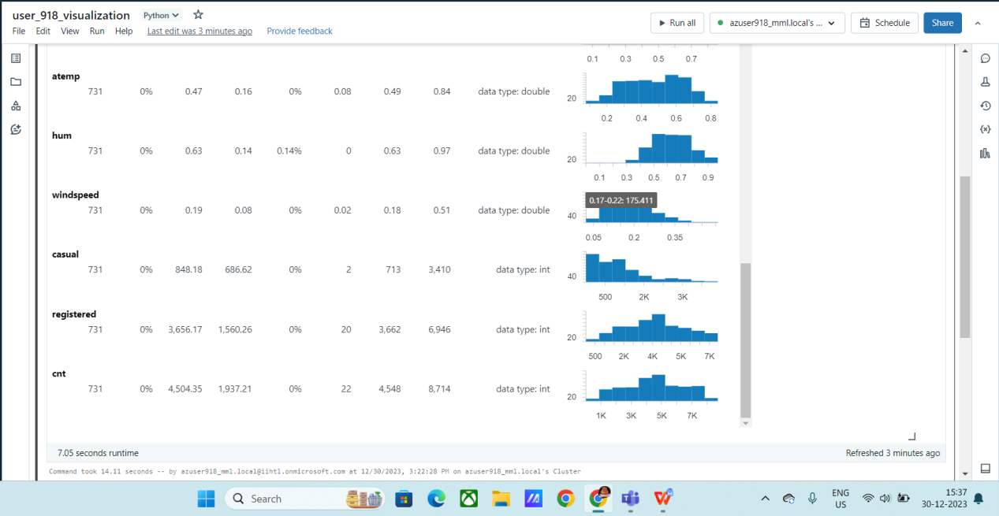 user_918_visualization Python
File Edit View Run Help Last edit was 3 minutes ago Provide feedback
Run all azuser918_mml.local's ... Schedule Share
0.1 0.3 0.5 0.7
atemp
731 0% 0.47 0.16 0% 0.08 0.49 0.84 data type: double 20
0.2 0.4 0.6 0.8
hum
731 0% 0.63 0.14 0.14% 0 0.63 0.97 data type: double 20
0.1 0.3 0.5 0.7 0.9
windspeed
0.17-0.22: 175.411
731 0% 0.19 0.08 0% 0.02 0.18 0.51 data type: double 40
0.05 0.2 0.35
casual
731 0% 848.18 686.62 0% 2 713 3,410 data type: int 40
500 2K 3K
registered
731 0% 3,656.17 1,560.26 0% 20 3,662 6,946 data type: int 20
500 2K 4K 5K 7K
cnt
731 0% 4,504.35 1,937.21 0% 22 4,548 8,714 data type: int 20
1K 3K 5K 7K
7.05 seconds runtime Refreshed 3 minutes ago
Command took 14.11 seconds -- by azuser918_mml.local@iihtl.onmicrosoft.com at 12/30/2023, 3:22:28 PM on azuser918_mml.local's Cluster
Search
ENG
US
15:37
30-12-2023